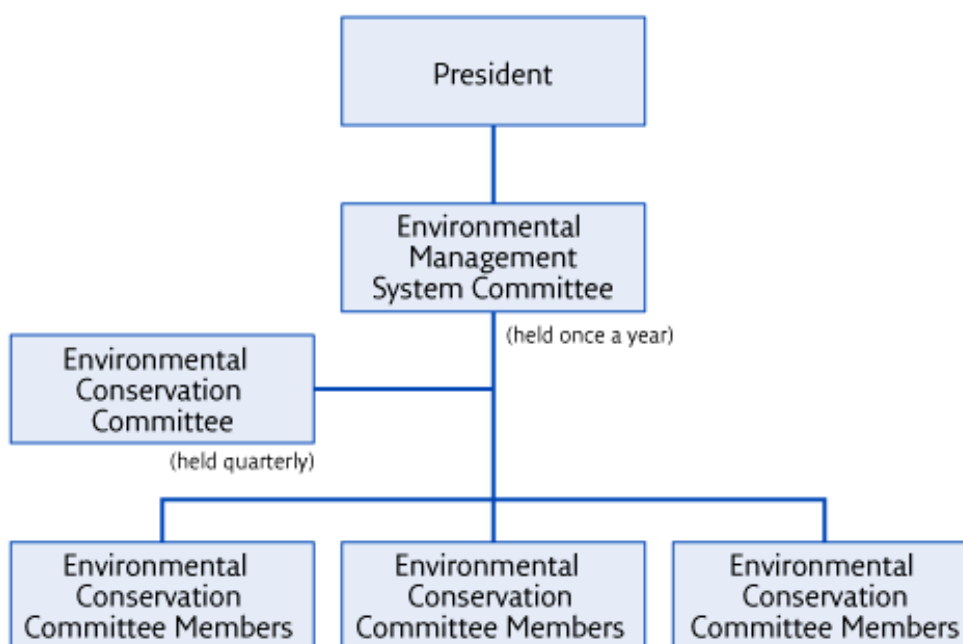 President
Environmental
Management
System Committee
(held once a year)
Environmental
Conservation
Committee
(held quarterly)
Environmental
Conservation
Committee Members
Environmental
Conservation
Committee Members
Environmental
Conservation
Committee Members